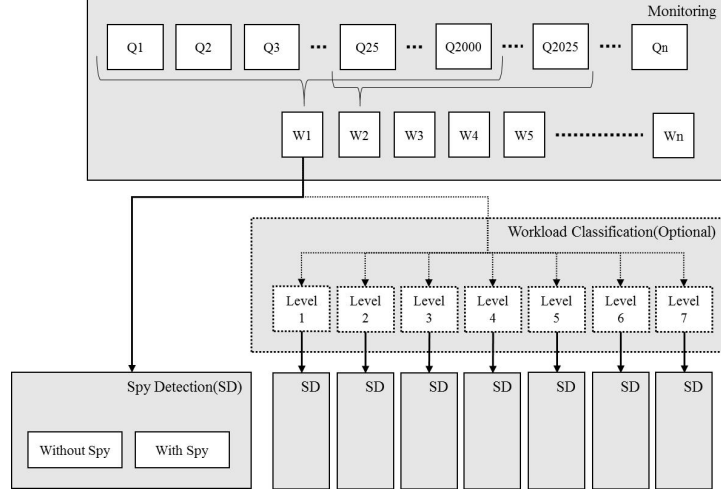 Monitoring
Q1 Q2 Q3 Q25 Q2000 Q2025 Qn
W1 W2 W3 W4 W5 Wn
Workload Classification(Optional)
Level Level Level Level Level Level Level
1 2 3 4 5 6 7
Spy Detection(SD) SD SD SD SD SD SD SD
Without Spy With Spy